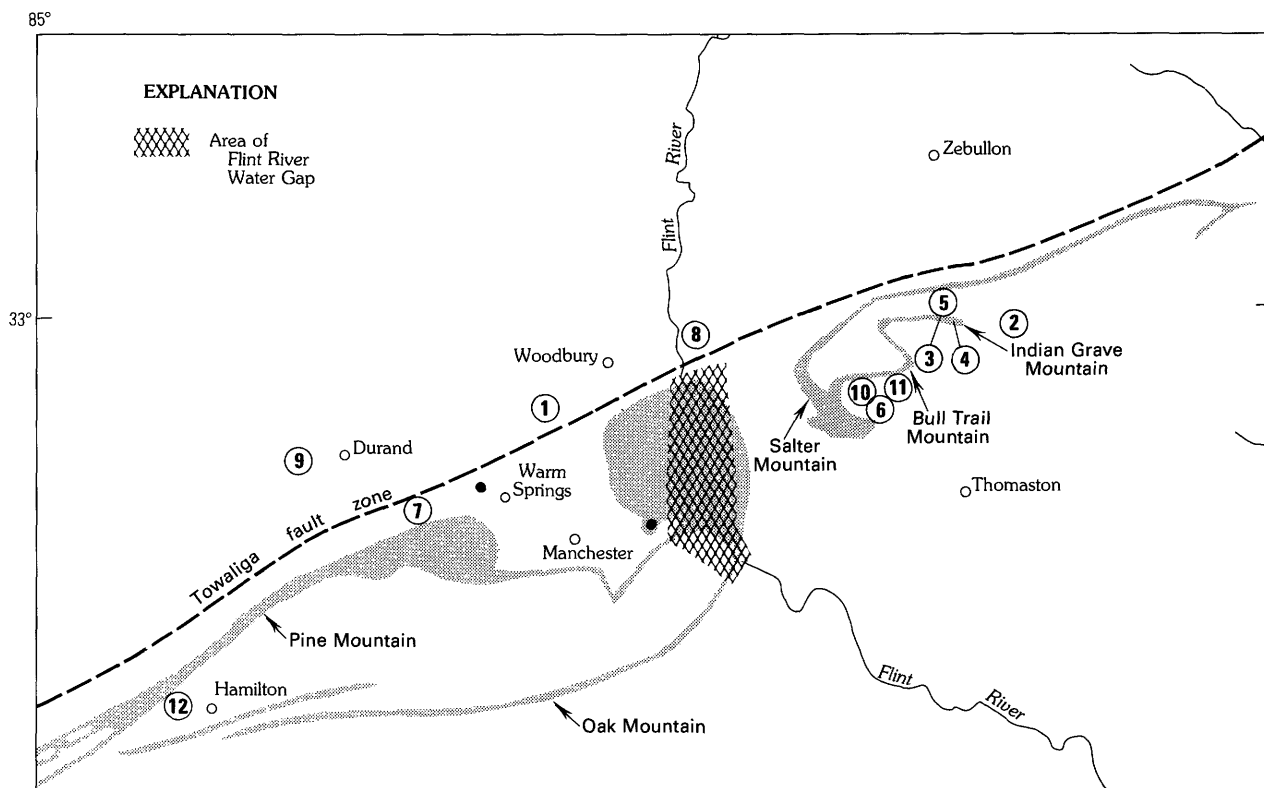 85°
EXPLANATION
Area of
Flint River
Water Gap
River
Flint
Zebullon
33°
5
2
8
Woodbury
3
4
Indian Grave
Mountain
10
11
6
1
Bull Trail
Mountain
Salter
Mountain
9
Durand
Warm
Springs
Thomaston
7
Towaliga fault zone
Manchester
Pine Mountain
Hamilton
12
Oak Mountain
Flint
River